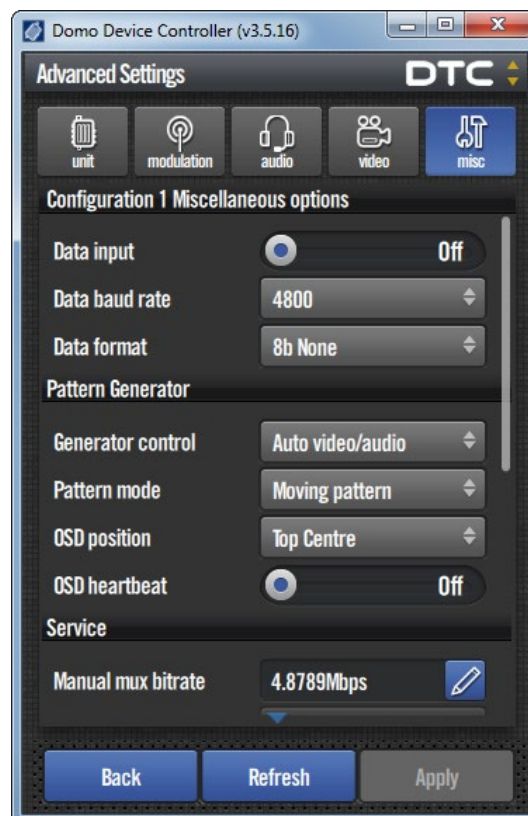 Domo Device Controller (v3.5.16)
Advanced Settings DTC
unit modulation audio video misc
Configuration 1 Miscellaneous options
Data input Off
Data baud rate 4800
Data format 8b None
Pattern Generator
Generator control Auto video/audio
Pattern mode Moving pattern
OSD position Top Centre
OSD heartbeat Off
Service
Manual mux bitrate 4.8789Mbps
Back Refresh Apply